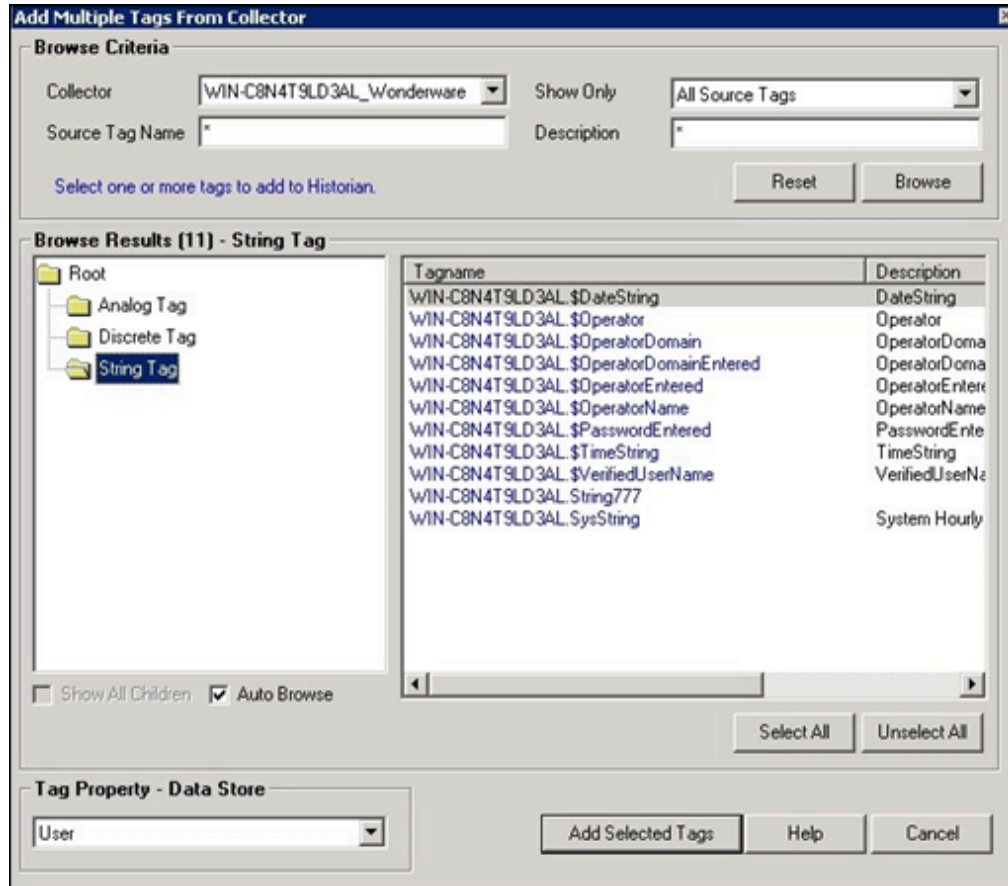 Add Multiple Tags From Collector
Browse Criteria
Collector WIN-C8N4T9LD3AL_Wonderware Show Only All Source Tags
Source Tag Name * Description *
Select one or more tags to add to Historian. Reset Browse
Browse Results (11) - String Tag
Root
Analog Tag
Discrete Tag
String Tag
Tagname Description
WIN-C8N4T9LD3AL.$DateString DateString
WIN-C8N4T9LD3AL.$Operator Operator
WIN-C8N4T9LD3AL.$OperatorDomain OperatorDoma
WIN-C8N4T9LD3AL.$OperatorDomainEntered OperatorDoma
WIN-C8N4T9LD3AL.$OperatorEntered OperatorEntere
WIN-C8N4T9LD3AL.$OperatorName OperatorName
WIN-C8N4T9LD3AL.$PasswordEntered PasswordEnte
WIN-C8N4T9LD3AL.$TimeString TimeString
WIN-C8N4T9LD3AL.$VerifiedUserName VerifiedUserNa
WIN-C8N4T9LD3AL.String777
WIN-C8N4T9LD3AL.SysString System Hourly
Show All Children Auto Browse
Select All Unselect All
Tag Property - Data Store
User
Add Selected Tags Help Cancel